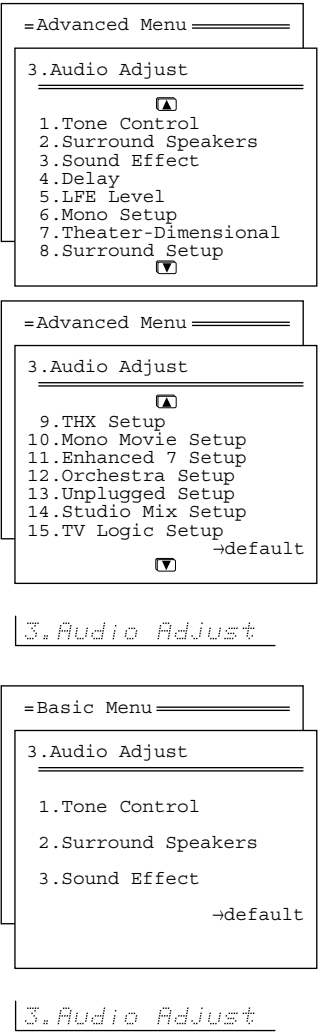 =Advanced Menu
3.Audio Adjust
▲
1.Tone Control
2.Surround Speakers
3.Sound Effect
4.Delay
5.LFE Level
6.Mono Setup
7.Theater-Dimensional
8.Surround Setup
▼
=Advanced Menu
3.Audio Adjust
▲
9.THX Setup
10.Mono Movie Setup
11.Enhanced 7 Setup
12.Orchestra Setup
13.Unplugged Setup
14.Studio Mix Setup
15.TV Logic Setup
→default
▼
3.Audio Adjust
=Basic Menu
3.Audio Adjust
1.Tone Control
2.Surround Speakers
3.Sound Effect
→default
3.Audio Adjust